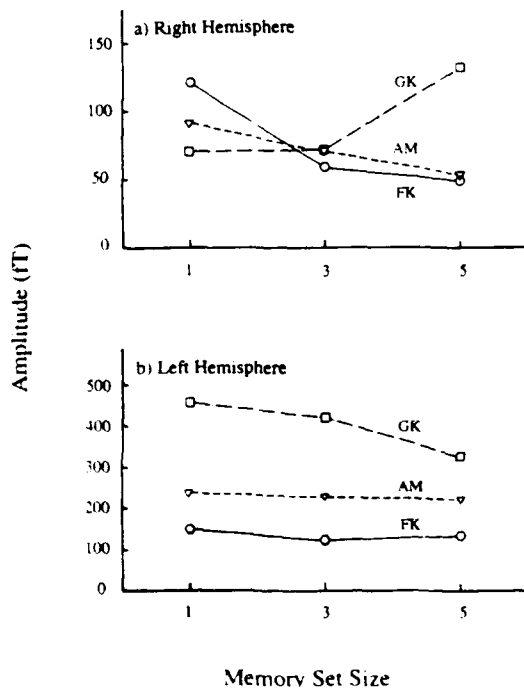 a) Right Hemisphere
150
100
50
0
GK
AM
FK
1 3 5
Amplitude (fT)
b) Left Hemisphere
500
400
300
200
100
0
GK
AM
FK
1 3 5
Memory Set Size